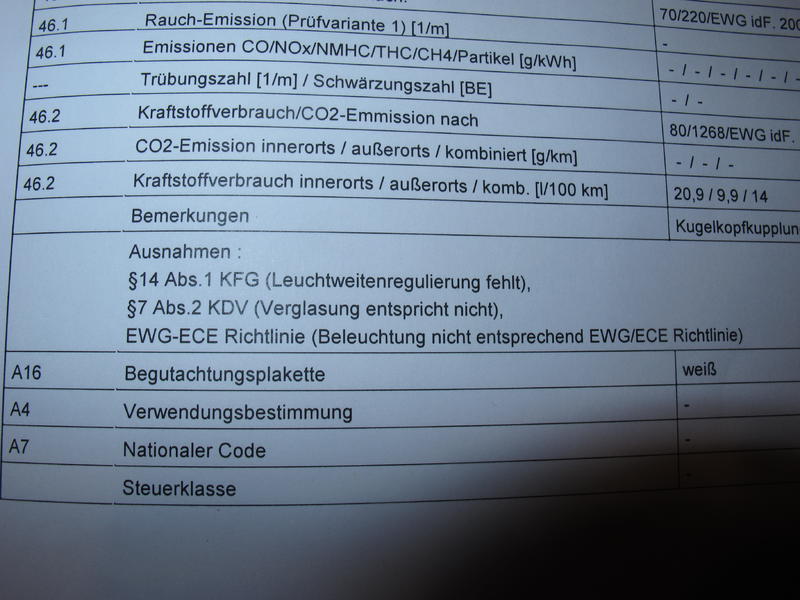 46.1 Rauch-Emission (Prüfvariante 1) [1/m] 70/220/EWG idF. 200
46.1 Emissionen CO/NOx/NMHC/THC/CH4/Partikel [g/kWh] -
--- Trübungszahl [1/m] / Schwärzungszahl [BE] - / - / - / - / - / -
46.2 Kraftstoffverbrauch/CO2-Emmission nach - / -
46.2 CO2-Emission innerorts / außerorts / kombiniert [g/km] 80/1268/EWG idF.
46.2 Kraftstoffverbrauch innerorts / außerorts / komb. [l/100 km] - / - / -
20,9 / 9,9 / 14
Bemerkungen Kugelkopfkupplun
Ausnahmen :
§14 Abs.1 KFG (Leuchtweitenregulierung fehlt),
§7 Abs.2 KDV (Verglasung entspricht nicht),
EWG-ECE Richtlinie (Beleuchtung nicht entsprechend EWG/ECE Richtlinie)
A16 Begutachtungsplakette weiß
A4 Verwendungsbestimmung -
A7 Nationaler Code -
Steuerklasse -